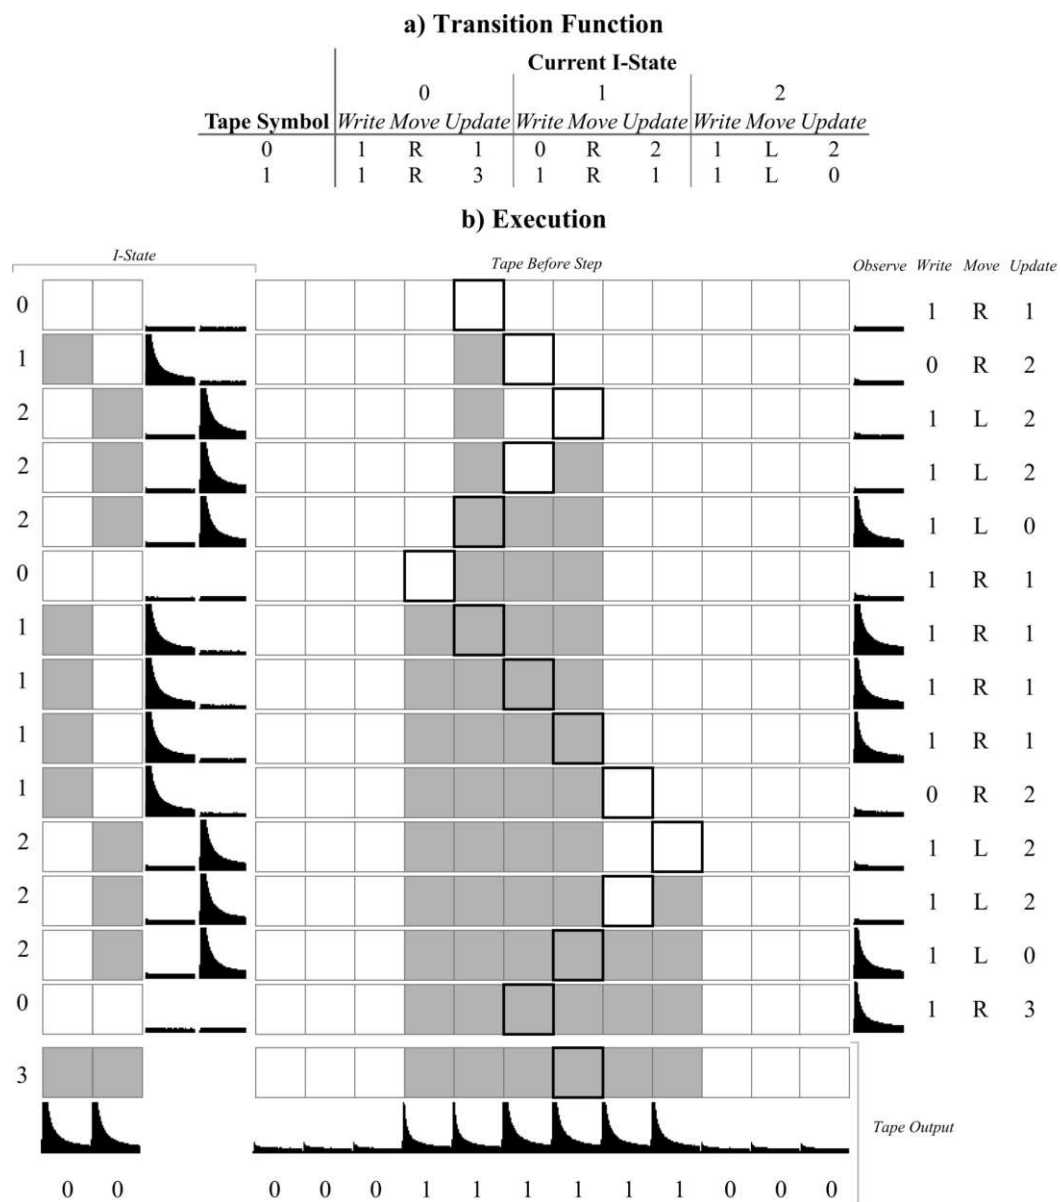 a) Transition Function
Current I-State
0 1 2
Tape Symbol Write Move Update Write Move Update Write Move Update
0 1 R 1 0 R 2 1 L 2
1 1 R 3 1 R 1 1 L 0
b) Execution
I-State Tape Before Step Observe Write Move Update
0 1 R 1
1 0 R 2
2 1 L 2
2 1 L 2
2 1 L 0
0 1 R 1
1 1 R 1
1 1 R 1
1 1 R 1
1 0 R 2
2 1 L 2
2 1 L 2
2 1 L 0
0 1 R 3
3
Tape Output
0 0 0 0 0 1 1 1 1 1 1 0 0 0